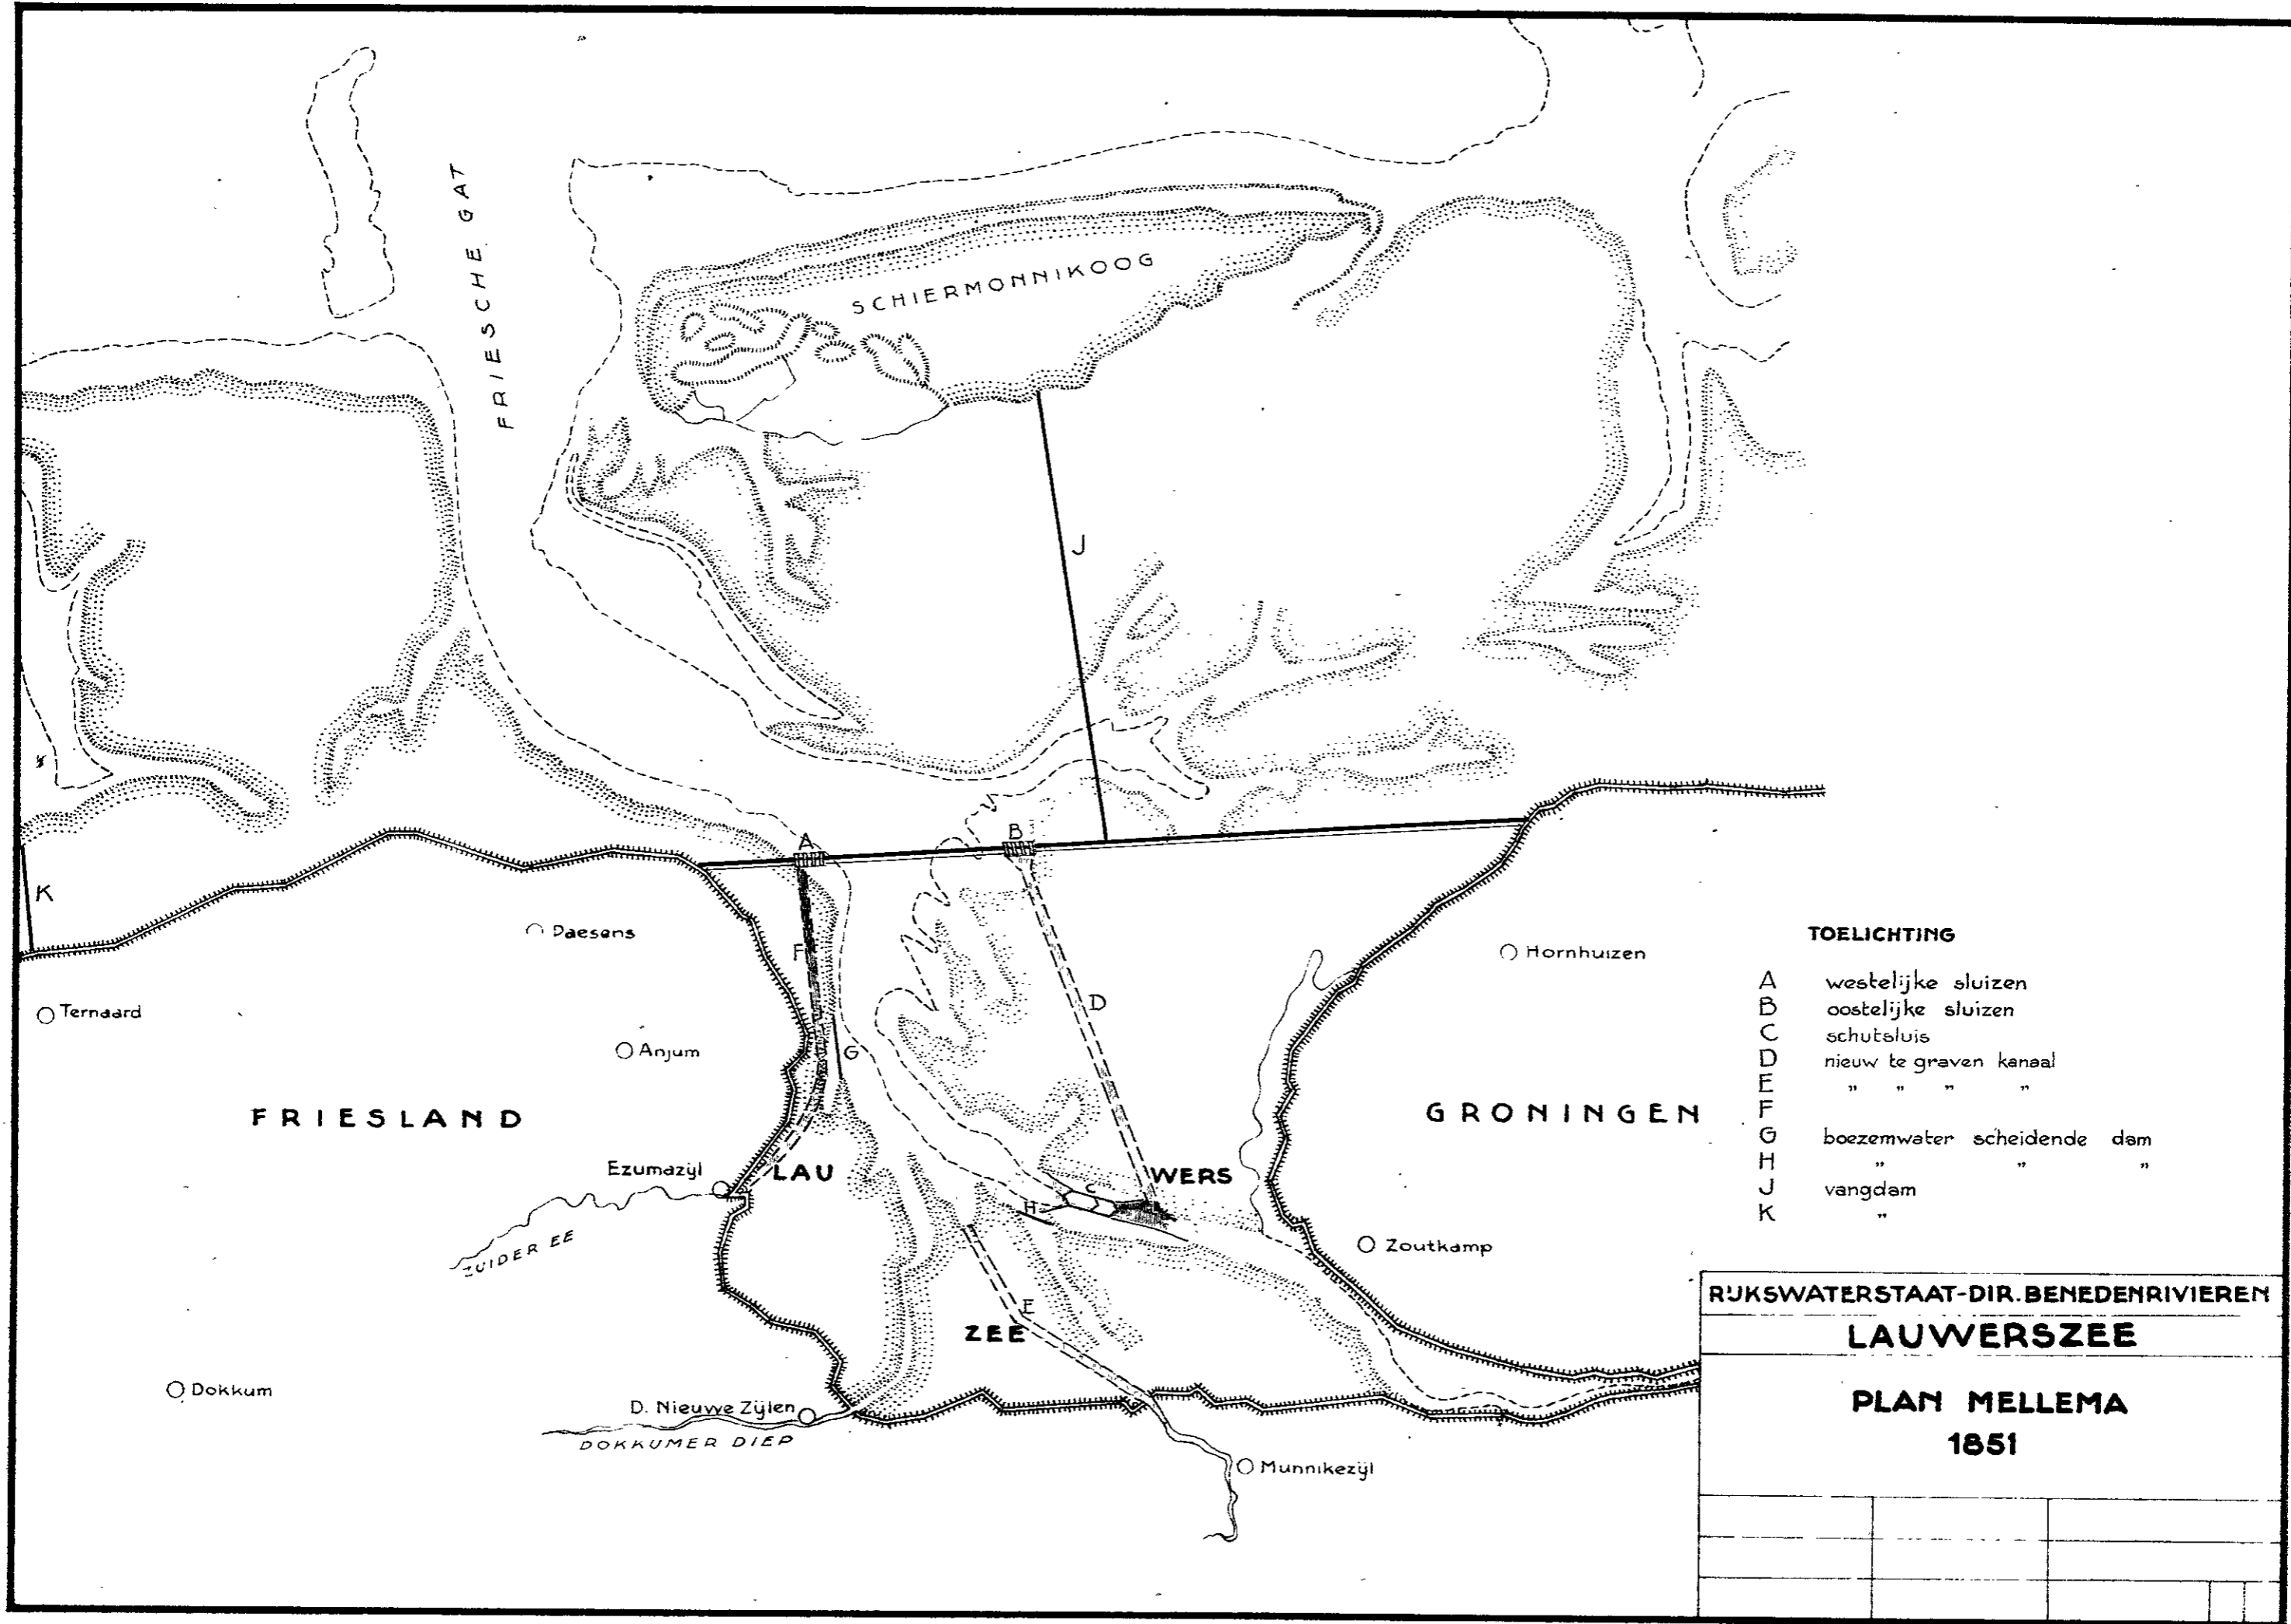 FRIESCHE GAT
SCHIERMONNIKOOG
J
A
B
K
Paesens
F
Hornhuizen
D
Ternaard
Anjum
G
FRIESLAND
GRONINGEN
Ezumazijl
LAU
WERS
C
H
ZUIDER EE
Zoutkamp
E
ZEE
Dokkum
D. Nieuwe Zijlen
DOKKUMER DIEP
Munnikezijl
TOELICHTING
A westelijke sluizen
B oostelijke sluizen
C schutsluis
D nieuw te graven kanaal
E " " " "
F
G boezemwater scheidende dam
H " " "
J vangdam
K "
RIJKSWATERSTAAT-DIR. BENEDENRIVIEREN
LAUWERSZEE
PLAN MELLEMA
1851